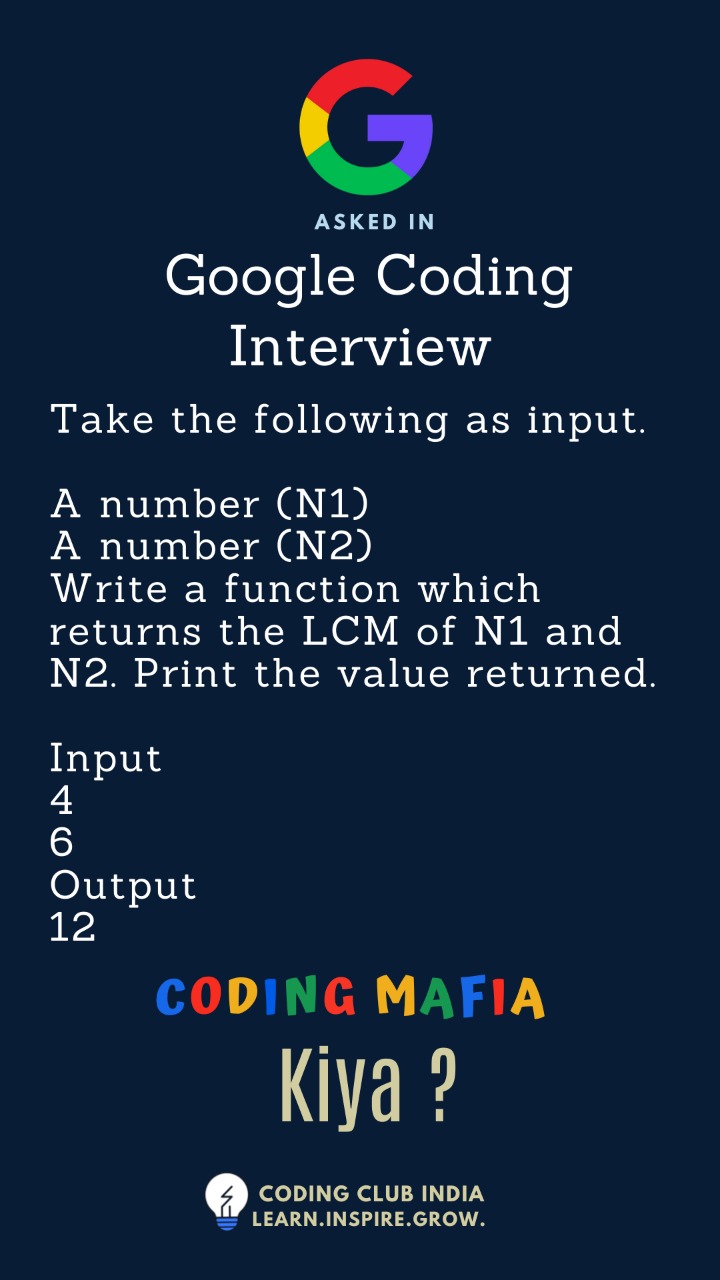 ASKED IN
Google Coding
Interview
Take the following as input.
A number (N1)
A number (N2)
Write a function which
returns the LCM of N1 and
N2. Print the value returned.
Input
4
6
Output
12
CODING MAFIA
Kiya ?
CODING CLUB INDIA
LEARN.INSPIRE.GROW.